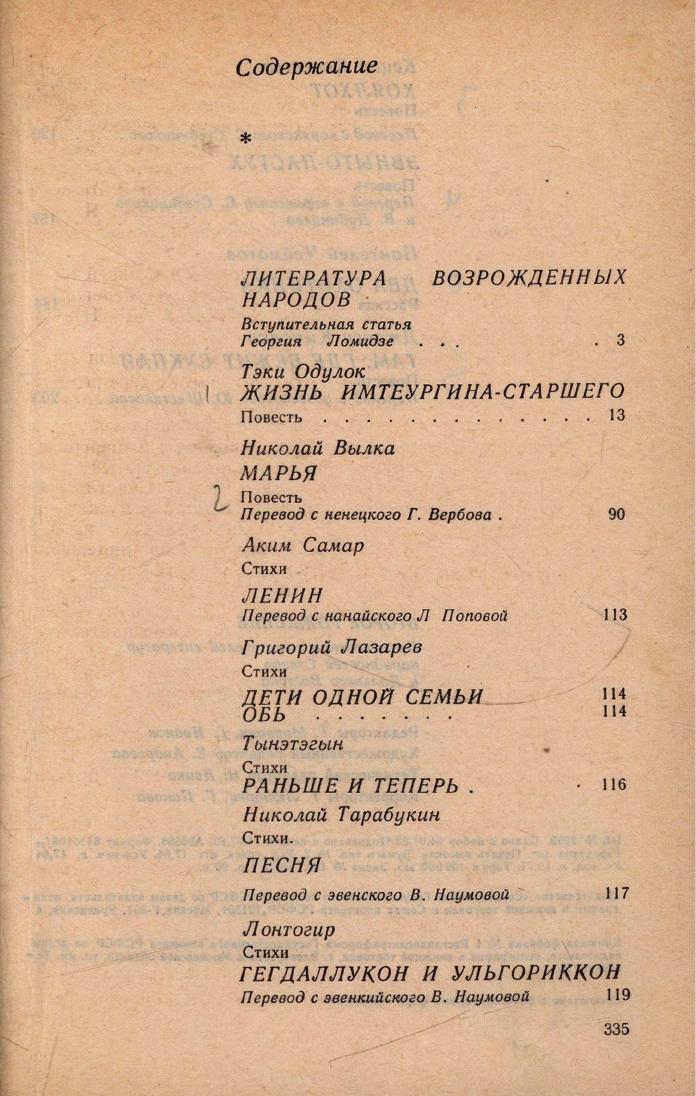 Содержание
*
ЛИТЕРАТУРА ВОЗРОЖДЕННЫХ
НАРОДОВ
Вступительная статья
Георгия Ломидзе . . . . 3
Тэки Одулок
ЖИЗНЬ ИМТЕУРГИНА-СТАРШЕГО
Повесть . . . . . . . . . . . . . 13
Николай Вылка
МАРЬЯ
2 Повесть
Перевод с ненецкого Г. Вербова . 90
Аким Самар
Стихи
ЛЕНИН
Перевод с нанайского Л Поповой 113
Григорий Лазарев
Стихи
ДЕТИ ОДНОЙ СЕМЬИ 114
ОБЬ . . . . . . . 114
Тынэтэгын
Стихи
РАНЬШЕ И ТЕПЕРЬ . . 116
Николай Тарабукин
Стихи.
ПЕСНЯ
Перевод с эвенского В. Наумовой 117
Лонтогир
Стихи
ГЕГДАЛЛУКОН И УЛЬГОРИККОН
Перевод с эвенкийского В. Наумовой 119
335